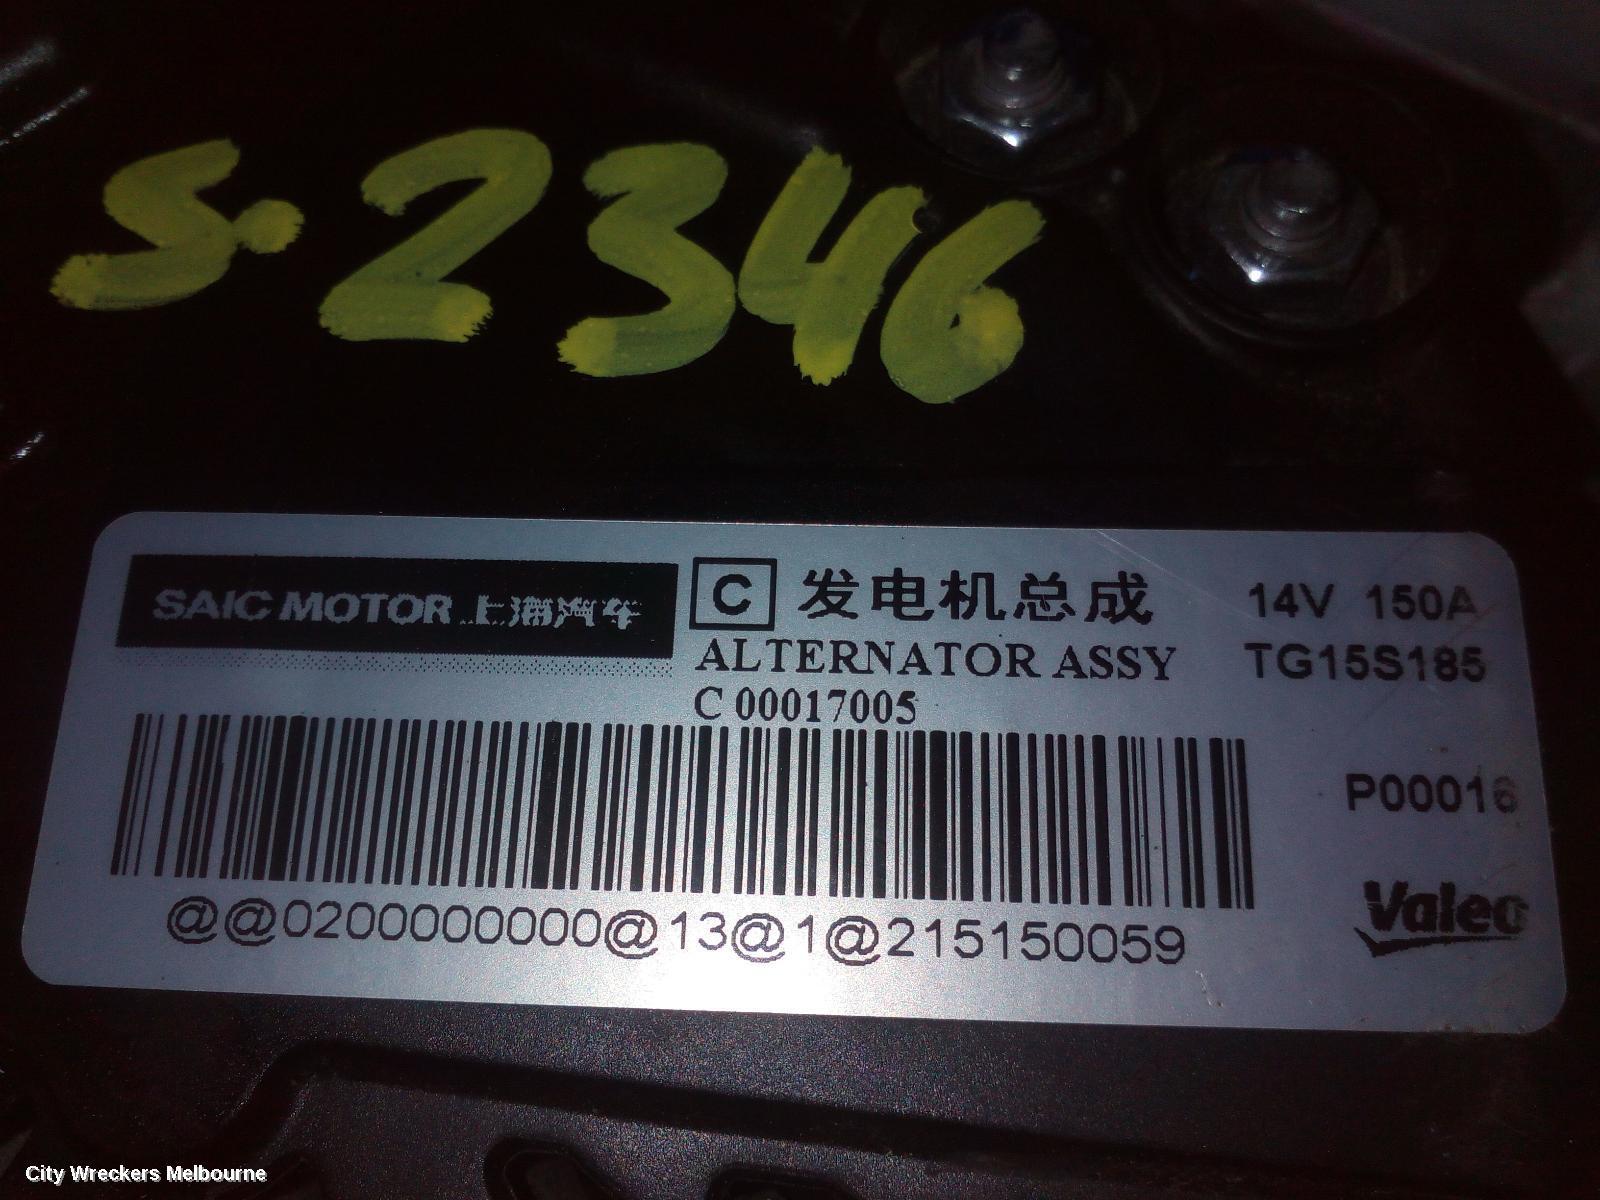 S-2346
SAIC MOTOR 上海汽车
C 发电机总成 14V 150A
ALTERNATOR ASSY TG15S185
C 00017005
P00016
@@0200000000@13@1@215150059
Valeo
City Wreckers Melbourne